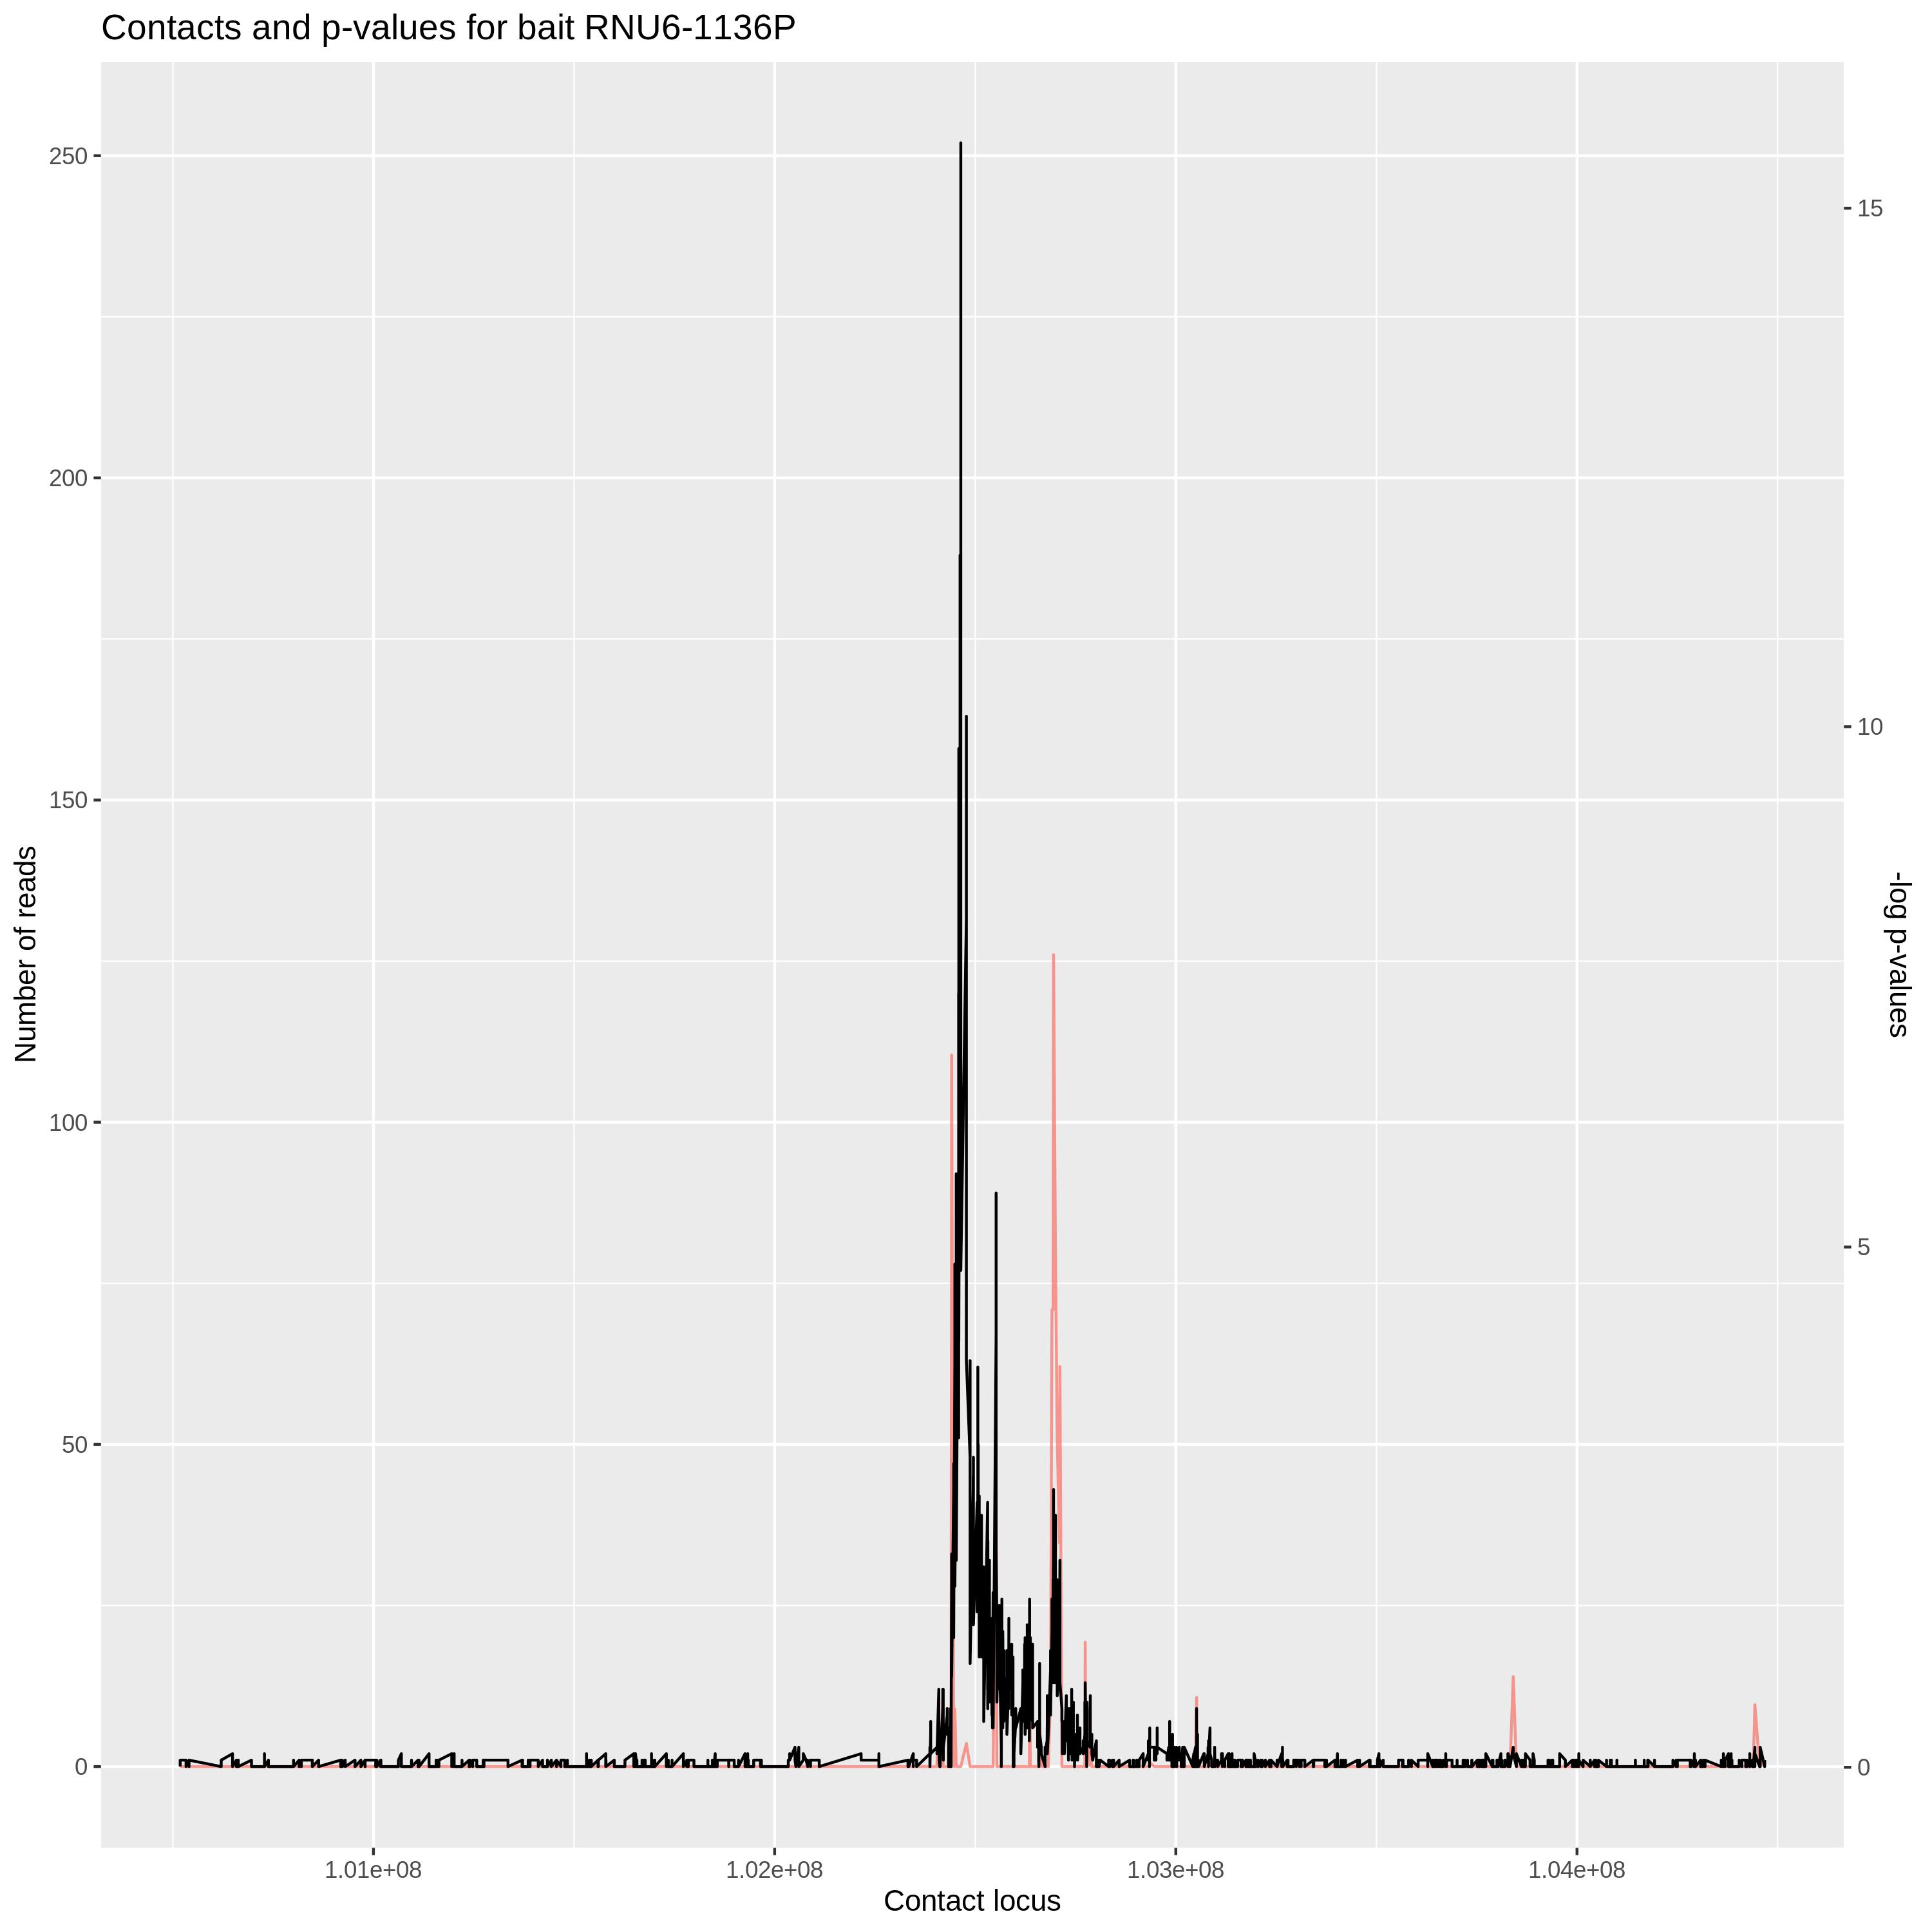 Contacts and p-values for bait RNU6-1136P
250
200
150
100
50
0
Number of reads
15
10
5
0
-log p-values
1.01e+08
1.02e+08
1.03e+08
1.04e+08
Contact locus